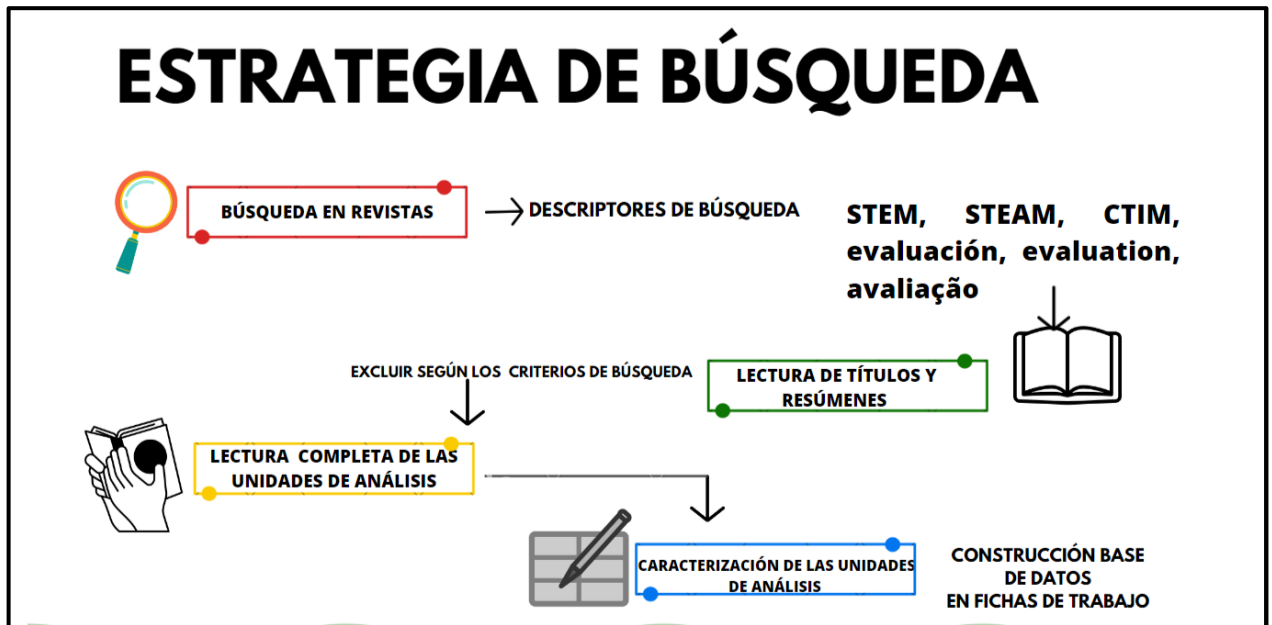 ESTRATEGIA DE BÚSQUEDA
BÚSQUEDA EN REVISTAS
DESCRIPTORES DE BÚSQUEDA
STEM, STEAM, CTIM,
evaluación, evaluation,
avaliação
EXCLUIR SEGÚN LOS CRITERIOS DE BÚSQUEDA
LECTURA DE TÍTULOS Y
RESÚMENES
LECTURA COMPLETA DE LAS
UNIDADES DE ANÁLISIS
CARACTERIZACIÓN DE LAS UNIDADES
DE ANÁLISIS
CONSTRUCCIÓN BASE
DE DATOS
EN FICHAS DE TRABAJO